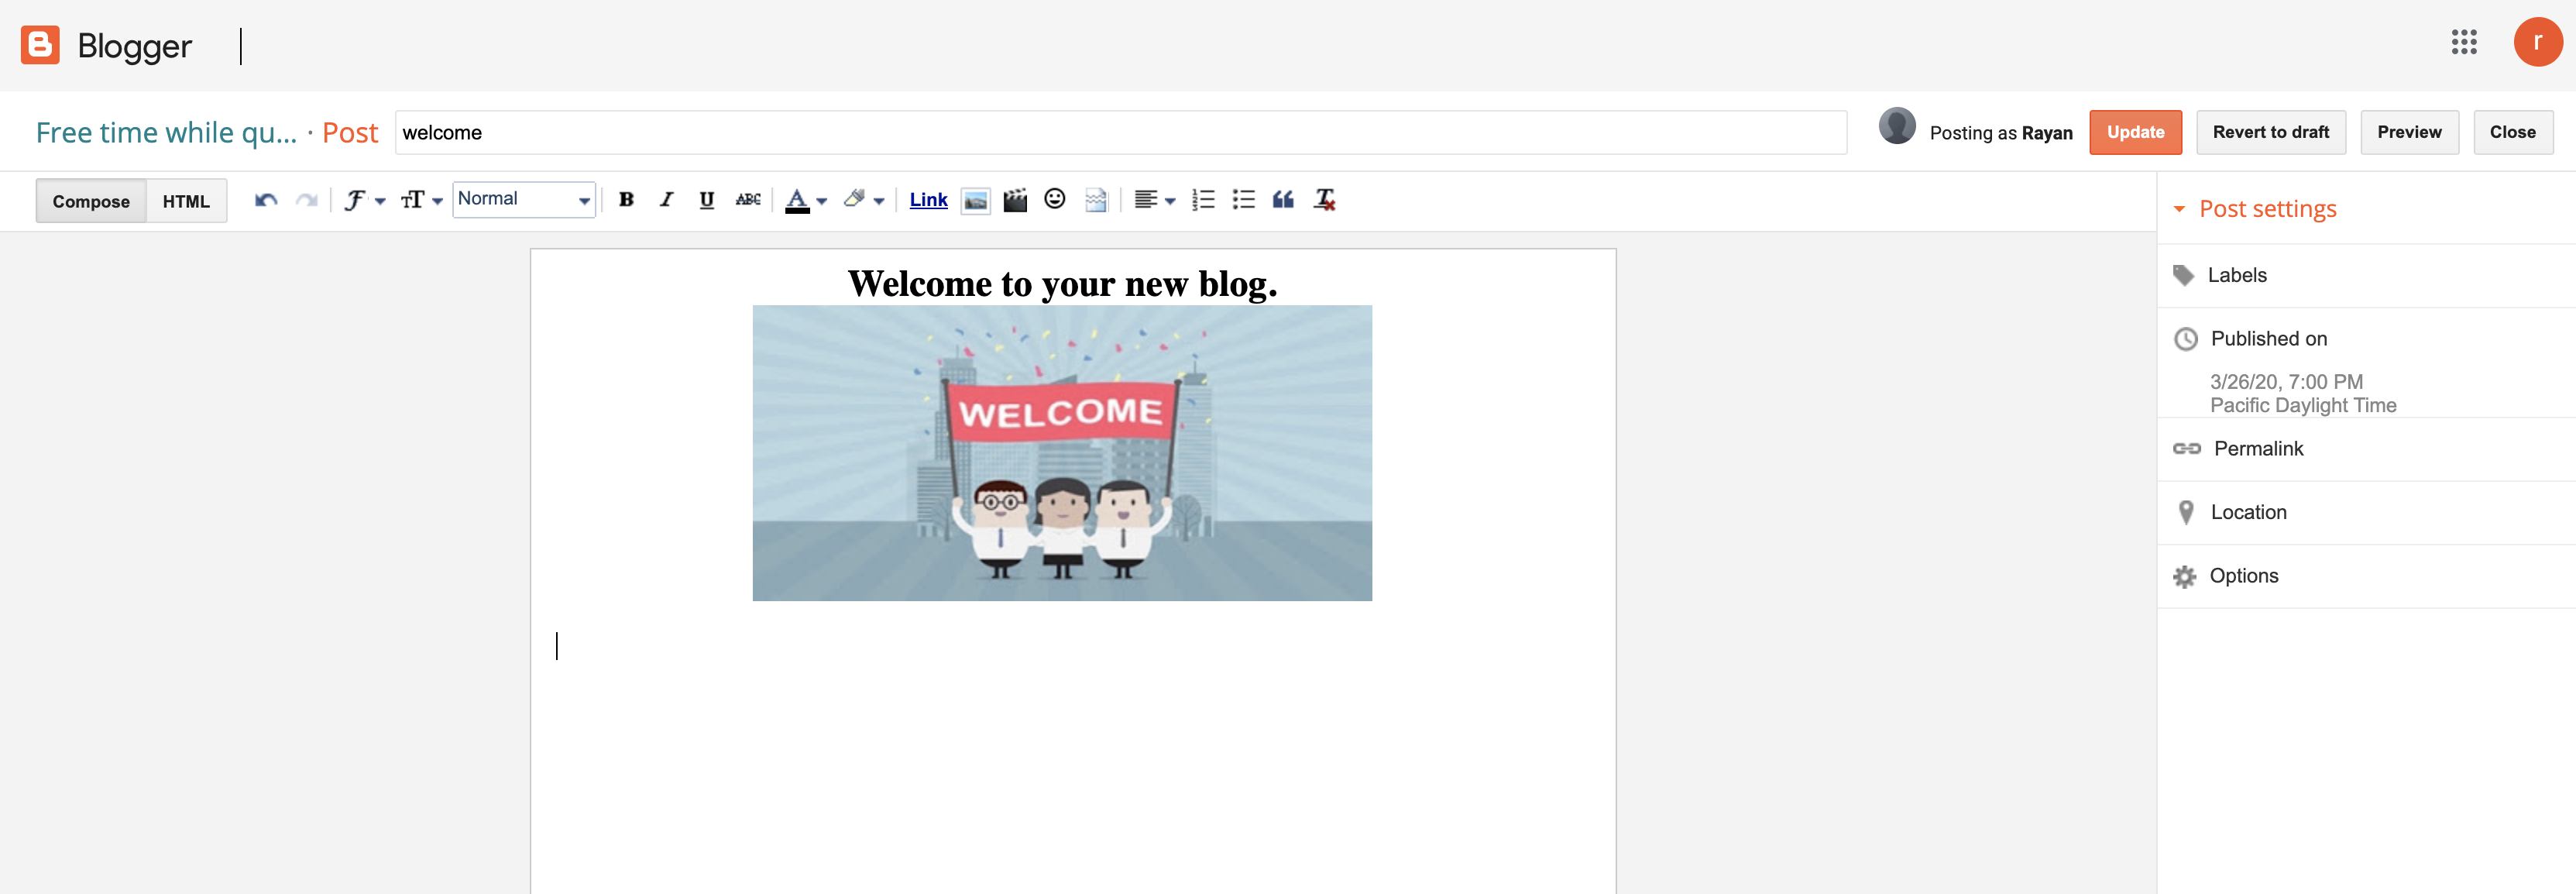 Blogger
r
Free time while qu... · Post
welcome
Posting as Rayan
Update
Revert to draft
Preview
Close
Compose
HTML
F
TT
Normal
B
I
U
ABC
A
Link
T
Post settings
Labels
Published on
3/26/20, 7:00 PM
Pacific Daylight Time
Permalink
Location
Options
Welcome to your new blog.
WELCOME